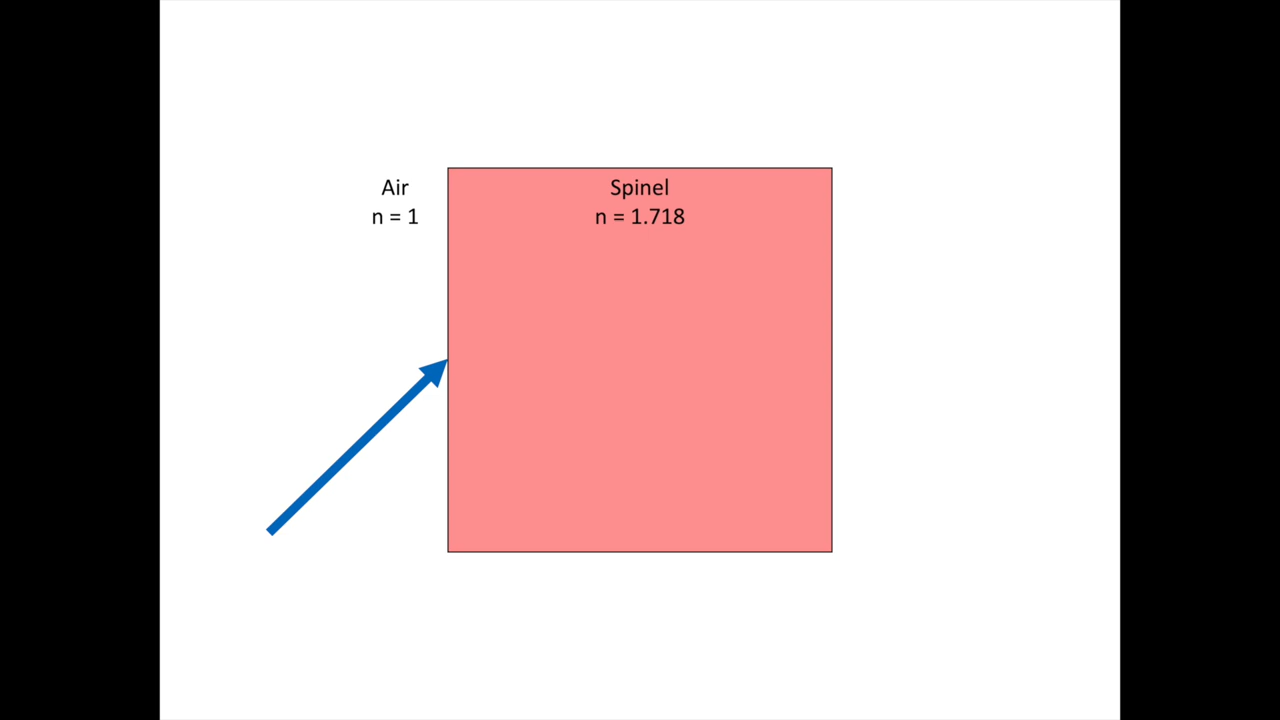 Air
n = 1
Spinel
n = 1.718